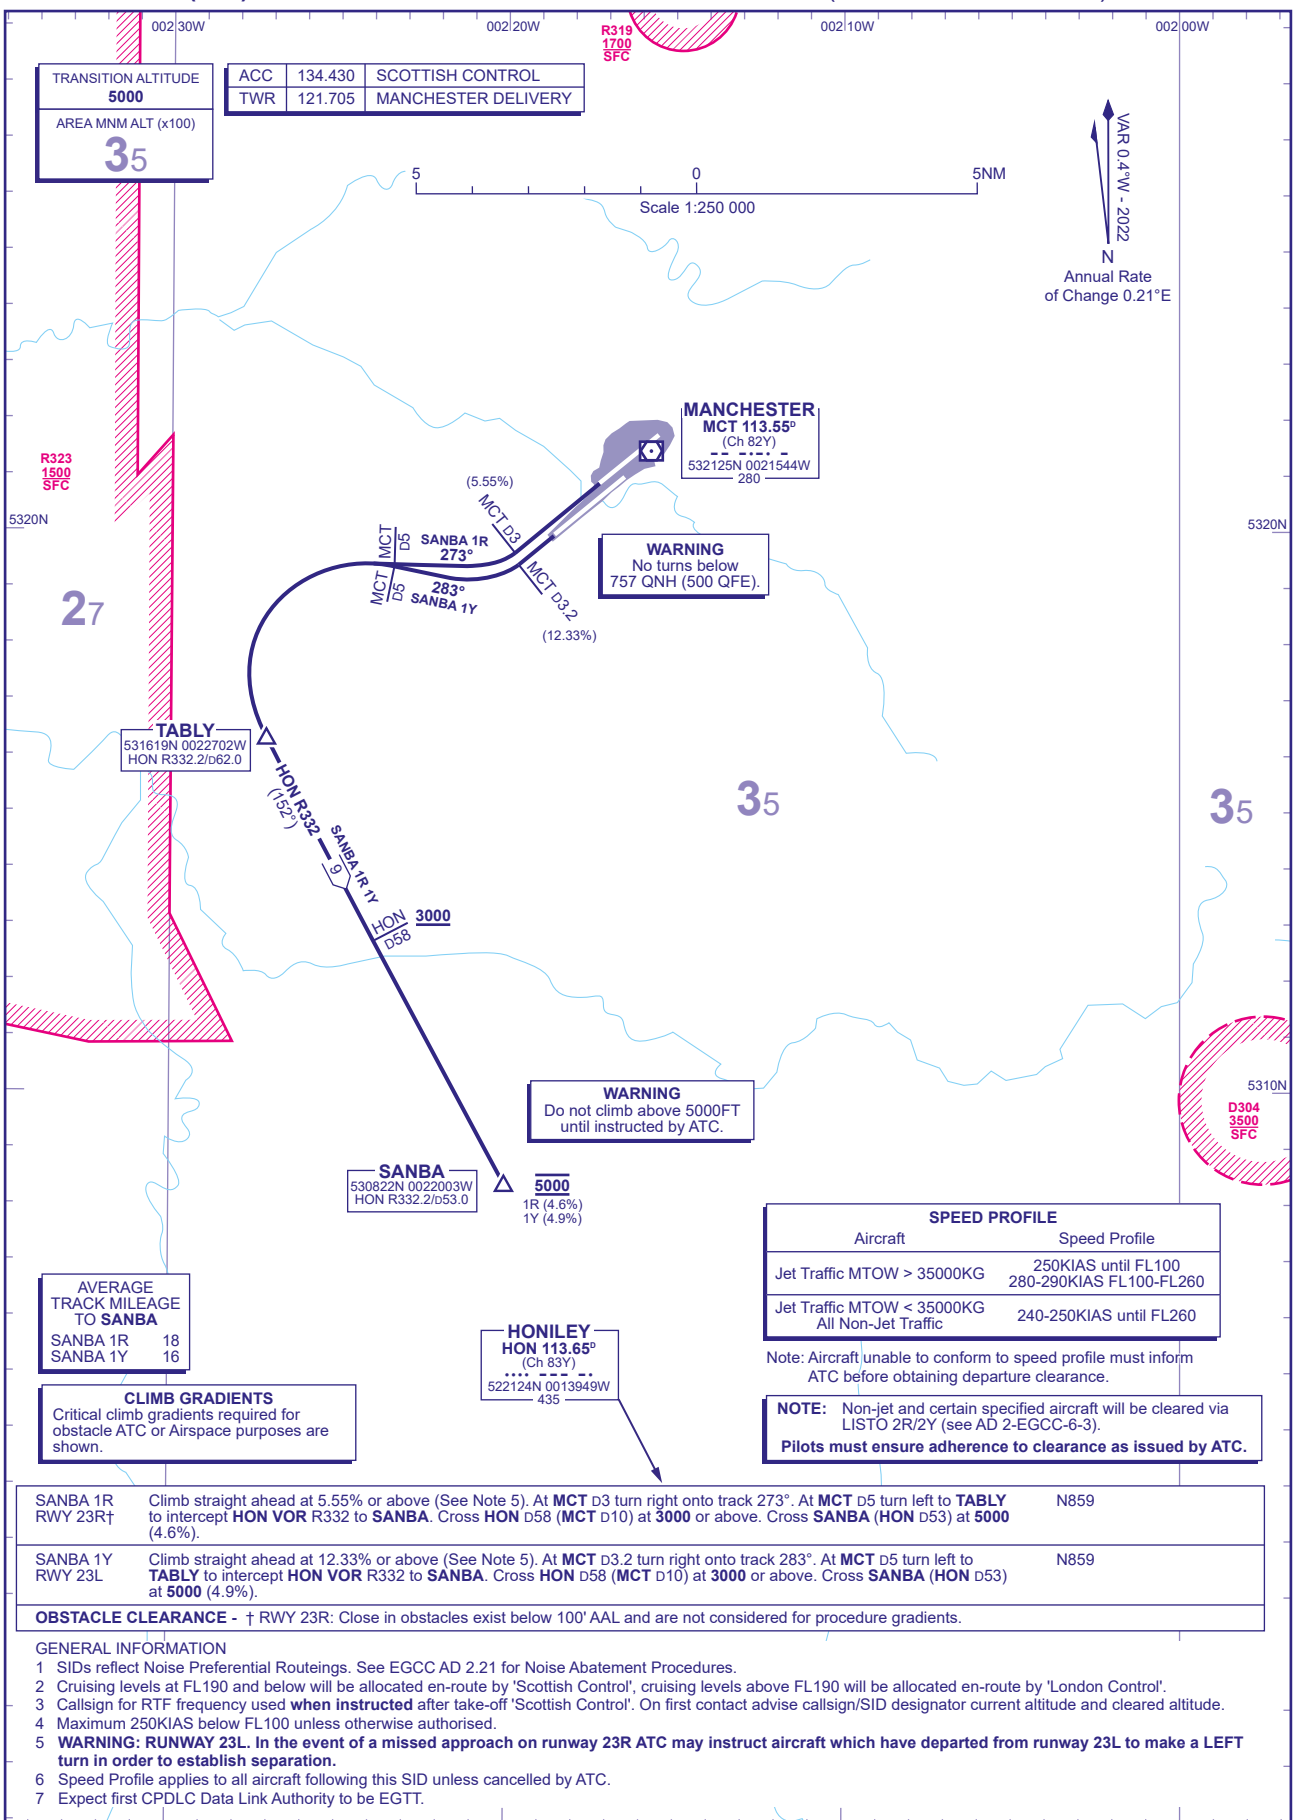 002 30W
002 20W
002 10W
002 00W
R319
1700
SFC
TRANSITION ALTITUDE
5000
AREA MNM ALT (x100)
35
ACC 134.430 SCOTTISH CONTROL
TWR 121.705 MANCHESTER DELIVERY
5 0 5NM
Scale 1:250 000
VAR 0.4°W - 2022
N
Annual Rate
of Change 0.21°E
MANCHESTER
MCT 113.55D
(Ch 82Y)
532125N 0021544W
280
R323
1500
SFC
5320N
5320N
(5.55%)
MCT D3
MCT D5
SANBA 1R
273°
MCT D5
283°
SANBA 1Y
MCT D3.2
(12.33%)
WARNING
No turns below
757 QNH (500 QFE).
27
TABLY
531619N 0022702W
HON R332.2/D62.0
HON R332
(152°)
SANBA 1R 1Y
9
35
35
HON D58
3000
WARNING
Do not climb above 5000FT
until instructed by ATC.
5310N
D304
3500
SFC
SANBA
530822N 0022003W
HON R332.2/D53.0
5000
1R (4.6%)
1Y (4.9%)
SPEED PROFILE
Aircraft Speed Profile
Jet Traffic MTOW > 35000KG 250KIAS until FL100
280-290KIAS FL100-FL260
Jet Traffic MTOW < 35000KG
All Non-Jet Traffic 240-250KIAS until FL260
Note: Aircraft unable to conform to speed profile must inform
ATC before obtaining departure clearance.
AVERAGE
TRACK MILEAGE
TO SANBA
SANBA 1R 18
SANBA 1Y 16
HONILEY
HON 113.65D
(Ch 83Y)
522124N 0013949W
435
CLIMB GRADIENTS
Critical climb gradients required for
obstacle ATC or Airspace purposes are
shown.
NOTE: Non-jet and certain specified aircraft will be cleared via
LISTO 2R/2Y (see AD 2-EGCC-6-3).
Pilots must ensure adherence to clearance as issued by ATC.
SANBA 1R Climb straight ahead at 5.55% or above (See Note 5). At MCT D3 turn right onto track 273°. At MCT D5 turn left to TABLY N859
RWY 23R† to intercept HON VOR R332 to SANBA. Cross HON D58 (MCT D10) at 3000 or above. Cross SANBA (HON D53) at 5000
(4.6%).
SANBA 1Y Climb straight ahead at 12.33% or above (See Note 5). At MCT D3.2 turn right onto track 283°. At MCT D5 turn left to N859
RWY 23L TABLY to intercept HON VOR R332 to SANBA. Cross HON D58 (MCT D10) at 3000 or above. Cross SANBA (HON D53)
at 5000 (4.9%).
OBSTACLE CLEARANCE - † RWY 23R: Close in obstacles exist below 100' AAL and are not considered for procedure gradients.
GENERAL INFORMATION
1 SIDs reflect Noise Preferential Routeings. See EGCC AD 2.21 for Noise Abatement Procedures.
2 Cruising levels at FL190 and below will be allocated en-route by 'Scottish Control', cruising levels above FL190 will be allocated en-route by 'London Control'.
3 Callsign for RTF frequency used when instructed after take-off 'Scottish Control'. On first contact advise callsign/SID designator current altitude and cleared altitude.
4 Maximum 250KIAS below FL100 unless otherwise authorised.
5 WARNING: RUNWAY 23L. In the event of a missed approach on runway 23R ATC may instruct aircraft which have departed from runway 23L to make a LEFT
turn in order to establish separation.
6 Speed Profile applies to all aircraft following this SID unless cancelled by ATC.
7 Expect first CPDLC Data Link Authority to be EGTT.